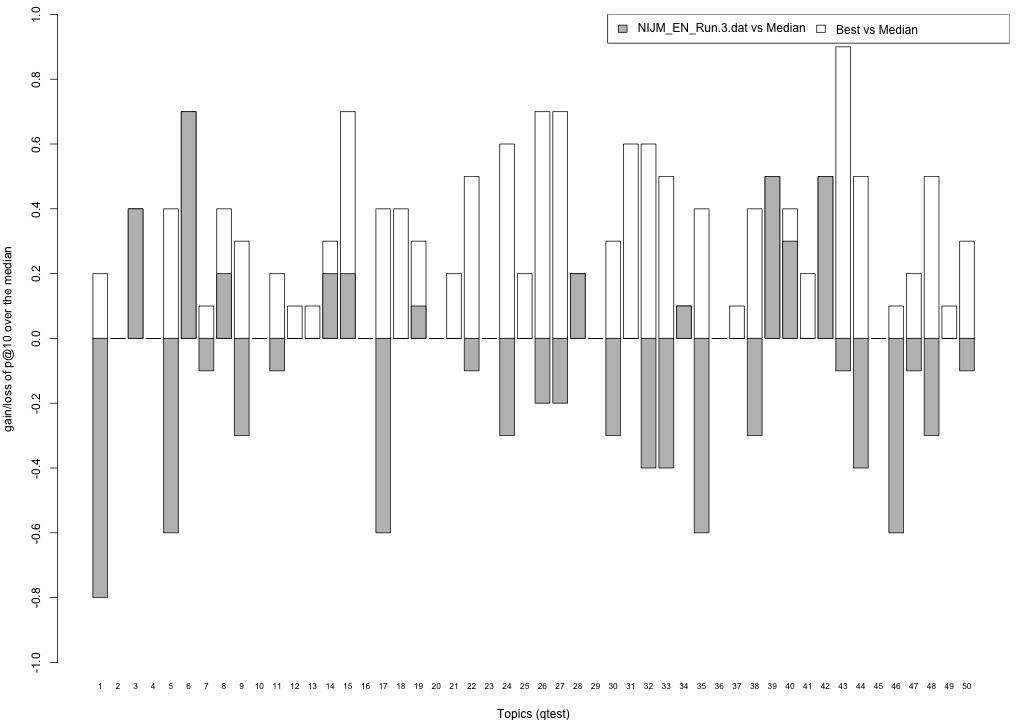 NIJM_EN_Run.3.dat vs Median Best vs Median
gain/loss of p@10 over the median
1.0
0.8
0.6
0.4
0.2
0.0
-0.2
-0.4
-0.6
-0.8
-1.0
1 2 3 4 5 6 7 8 9 10 11 12 13 14 15 16 17 18 19 20 21 22 23 24 25 26 27 28 29 30 31 32 33 34 35 36 37 38 39 40 41 42 43 44 45 46 47 48 49 50
Topics (qtest)